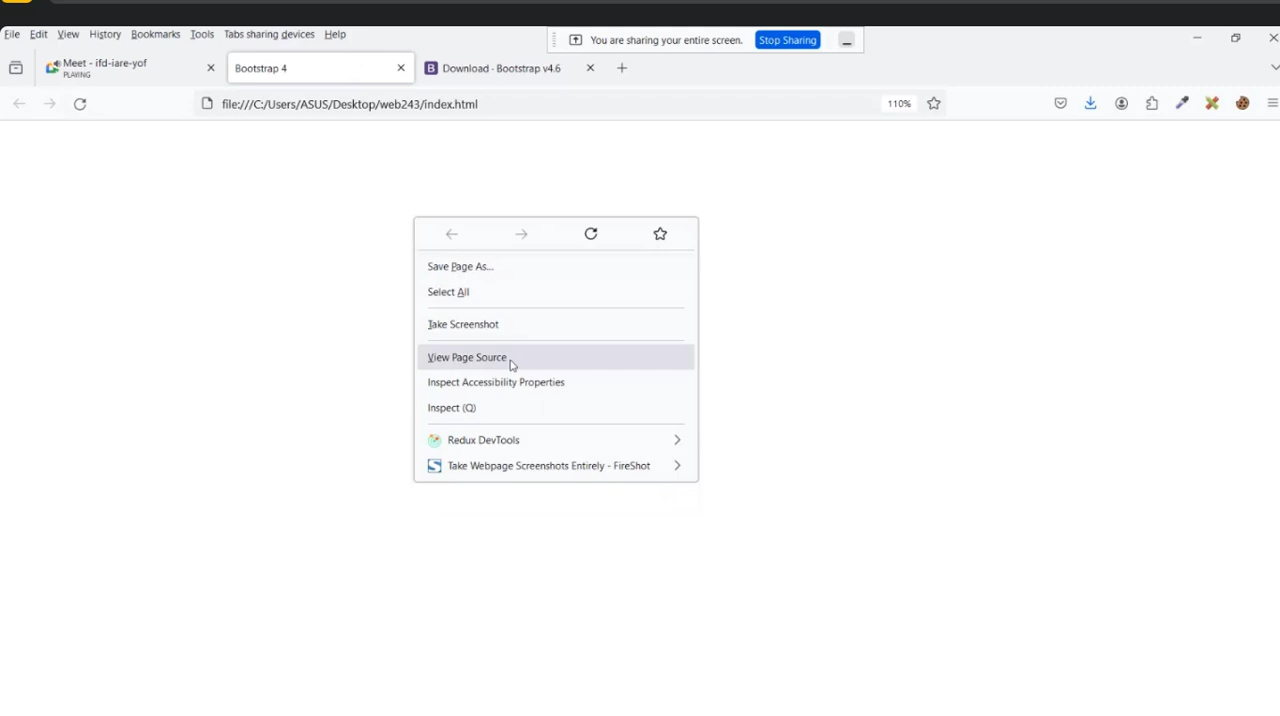 File Edit View History Bookmarks Tools Tabs sharing devices Help
You are sharing your entire screen. Stop Sharing
Meet - ifd-iare-yof
PLAYING
Bootstrap 4
Download · Bootstrap v4.6
file:///C:/Users/ASUS/Desktop/web243/index.html
110%
Save Page As...
Select All
Take Screenshot
View Page Source
Inspect Accessibility Properties
Inspect (Q)
Redux DevTools
Take Webpage Screenshots Entirely - FireShot